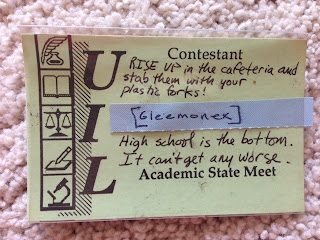 Contestant
RISE UP in the cafeteria and
stab them with your
plastic forks!
[Gleemonex]
High school is the bottom.
It can't get any worse.
Academic State Meet
UIL